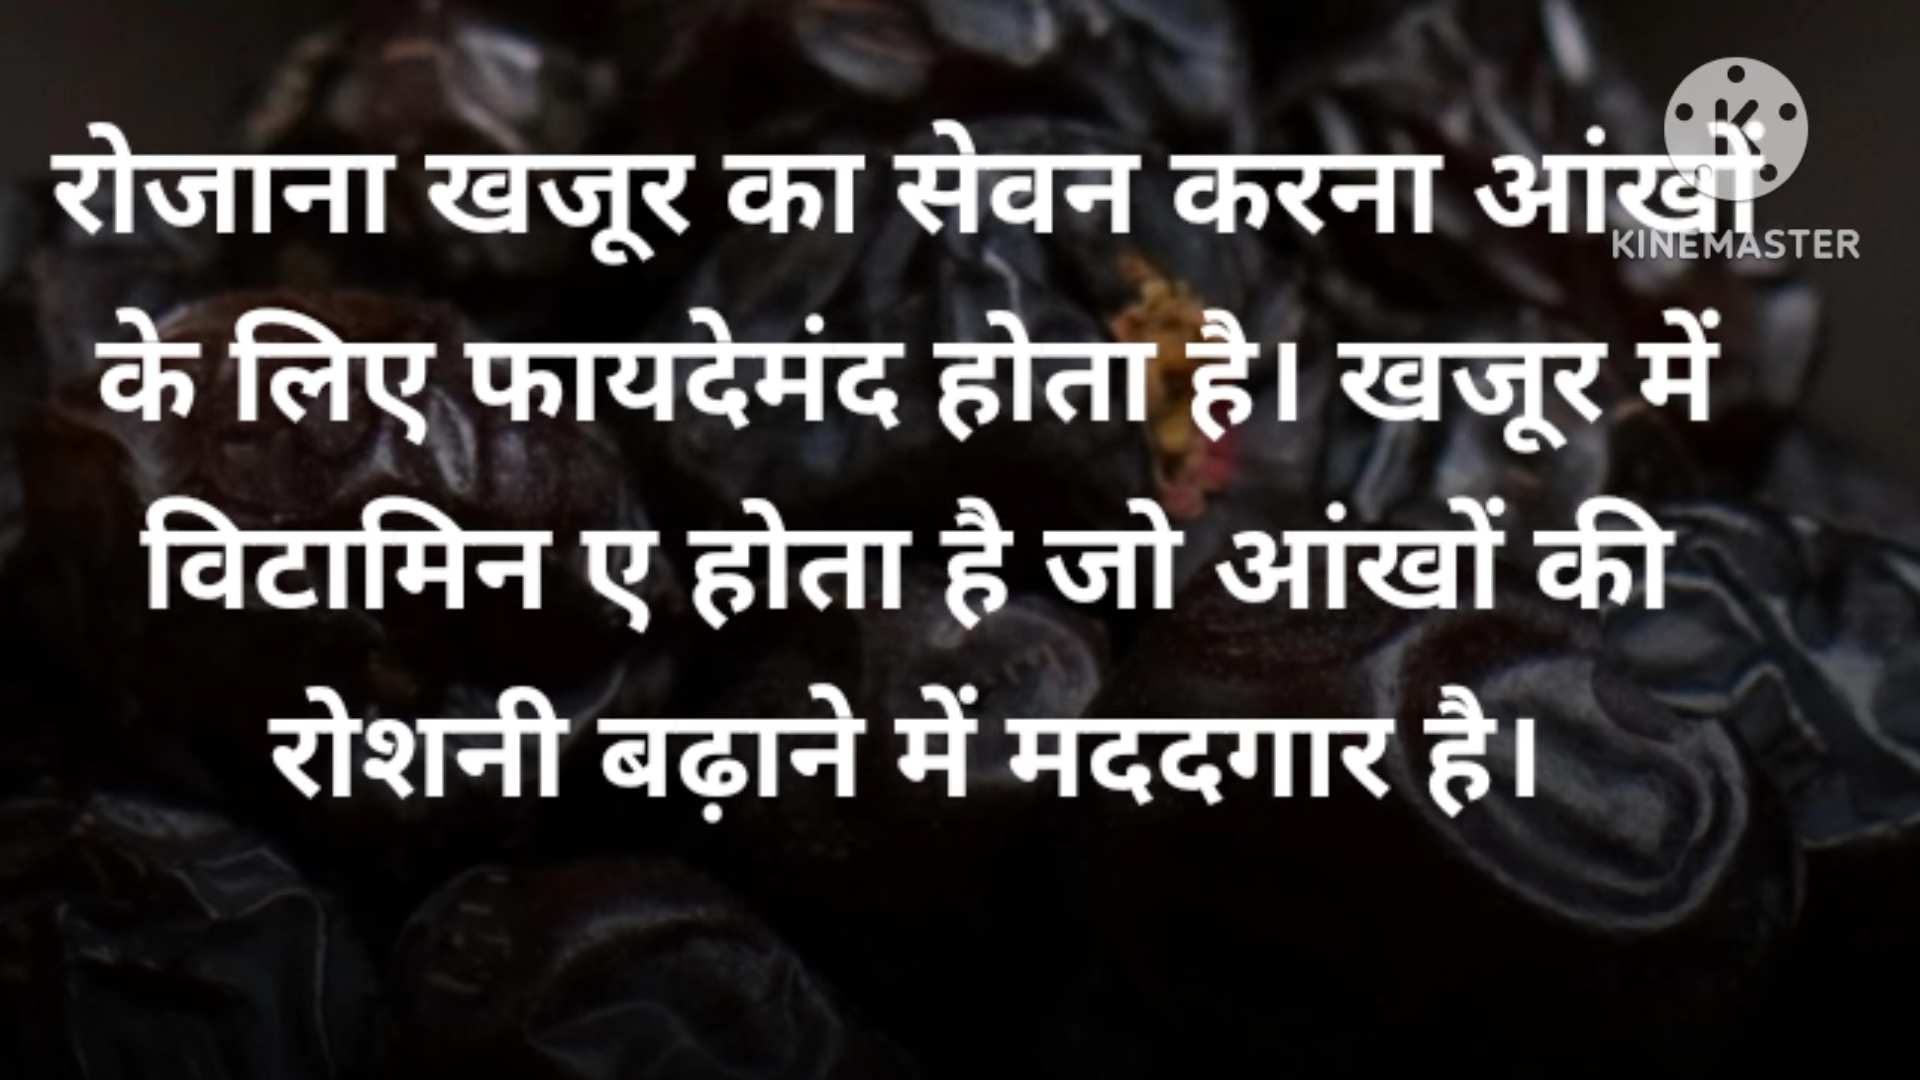 रोजाना खजूर का सेवन करना आंखों
KINEMASTER
के लिए फायदेमंद होता है। खजूर में
विटामिन ए होता है जो आंखों की
रोशनी बढ़ाने में मददगार है।